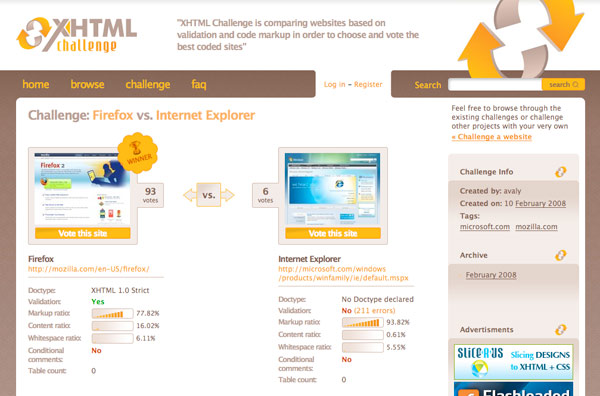 XHTML
challenge
"XHTML Challenge is comparing websites based on
validation and code markup in order to choose and vote the
best coded sites"
home browse challenge faq
Log in - Register
Search search
Challenge: Firefox vs. Internet Explorer
Firefox 2
WINNER
93
votes
vs.
6
votes
Vote this site
Vote this site
Firefox
http://mozilla.com/en-US/firefox/
Doctype: XHTML 1.0 Strict
Validation: Yes
Markup ratio: 77.82%
Content ratio: 16.02%
Whitespace ratio: 6.11%
Conditional
comments: No
Table count: 0
Internet Explorer
http://microsoft.com/windows
/products/winfamily/ie/default.mspx
Doctype: No Doctype declared
Validation: No (211 errors)
Markup ratio: 93.82%
Content ratio: 0.61%
Whitespace ratio: 5.55%
Conditional
comments: No
Table count: 0
Feel free to browse through the
existing challenges or challenge
other projects with your very own
« Challenge a website
Challenge Info
Created by: avaly
Created on: 10 February 2008
Tags:
microsoft.com mozilla.com
Archive
February 2008
Advertisments
SLICE R US Slicing DESIGNS
to XHTML + CSS
Flashloaded